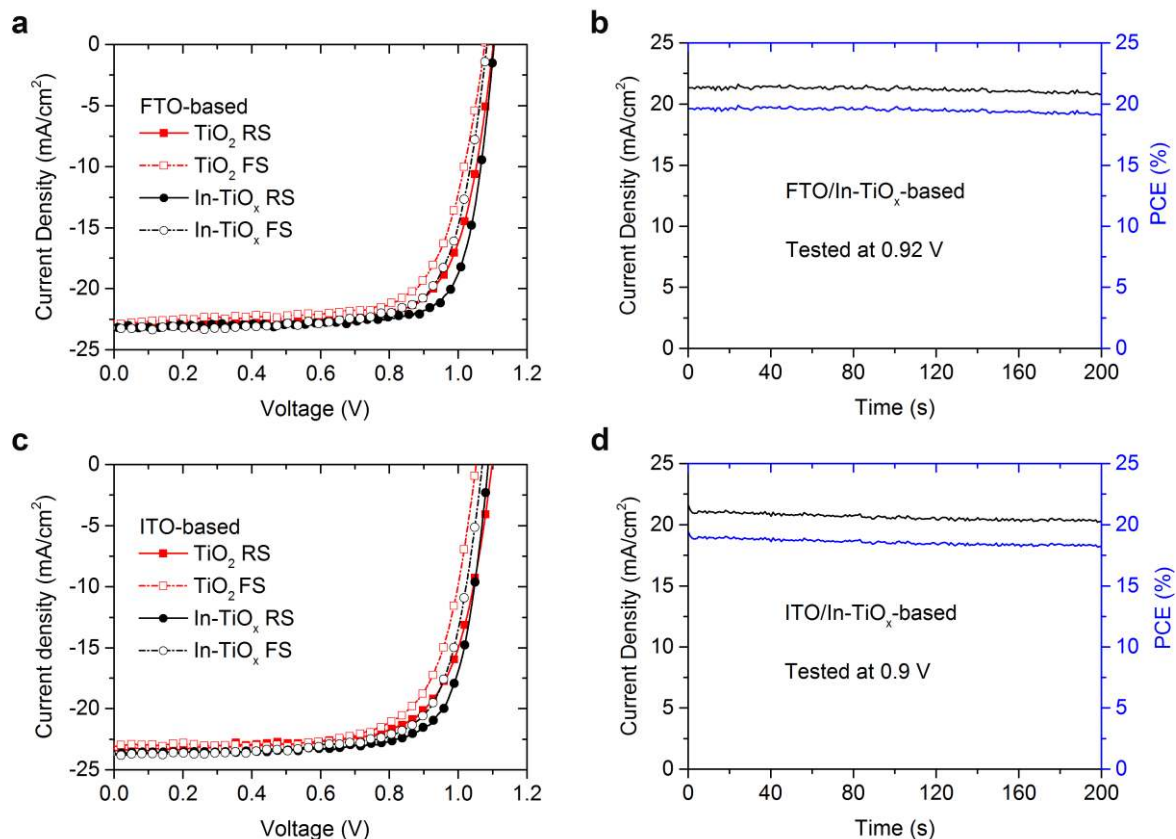 a
0
-5
-10
-15
-20
-25
Current Density (mA/cm²)
FTO-based
TiO₂ RS
TiO₂ FS
In-TiOₓ RS
In-TiOₓ FS
0.0 0.2 0.4 0.6 0.8 1.0 1.2
Voltage (V)
b
25
20
15
10
5
0
Current Density (mA/cm²)
FTO/In-TiOₓ-based
Tested at 0.92 V
25
20
15
10
5
0
PCE (%)
0 40 80 120 160 200
Time (s)
c
0
-5
-10
-15
-20
-25
Current density (mA/cm²)
ITO-based
TiO₂ RS
TiO₂ FS
In-TiOₓ RS
In-TiOₓ FS
0.0 0.2 0.4 0.6 0.8 1.0 1.2
Voltage (V)
d
25
20
15
10
5
0
Current Density (mA/cm²)
ITO/In-TiOₓ-based
Tested at 0.9 V
25
20
15
10
5
0
PCE (%)
0 40 80 120 160 200
Time (s)